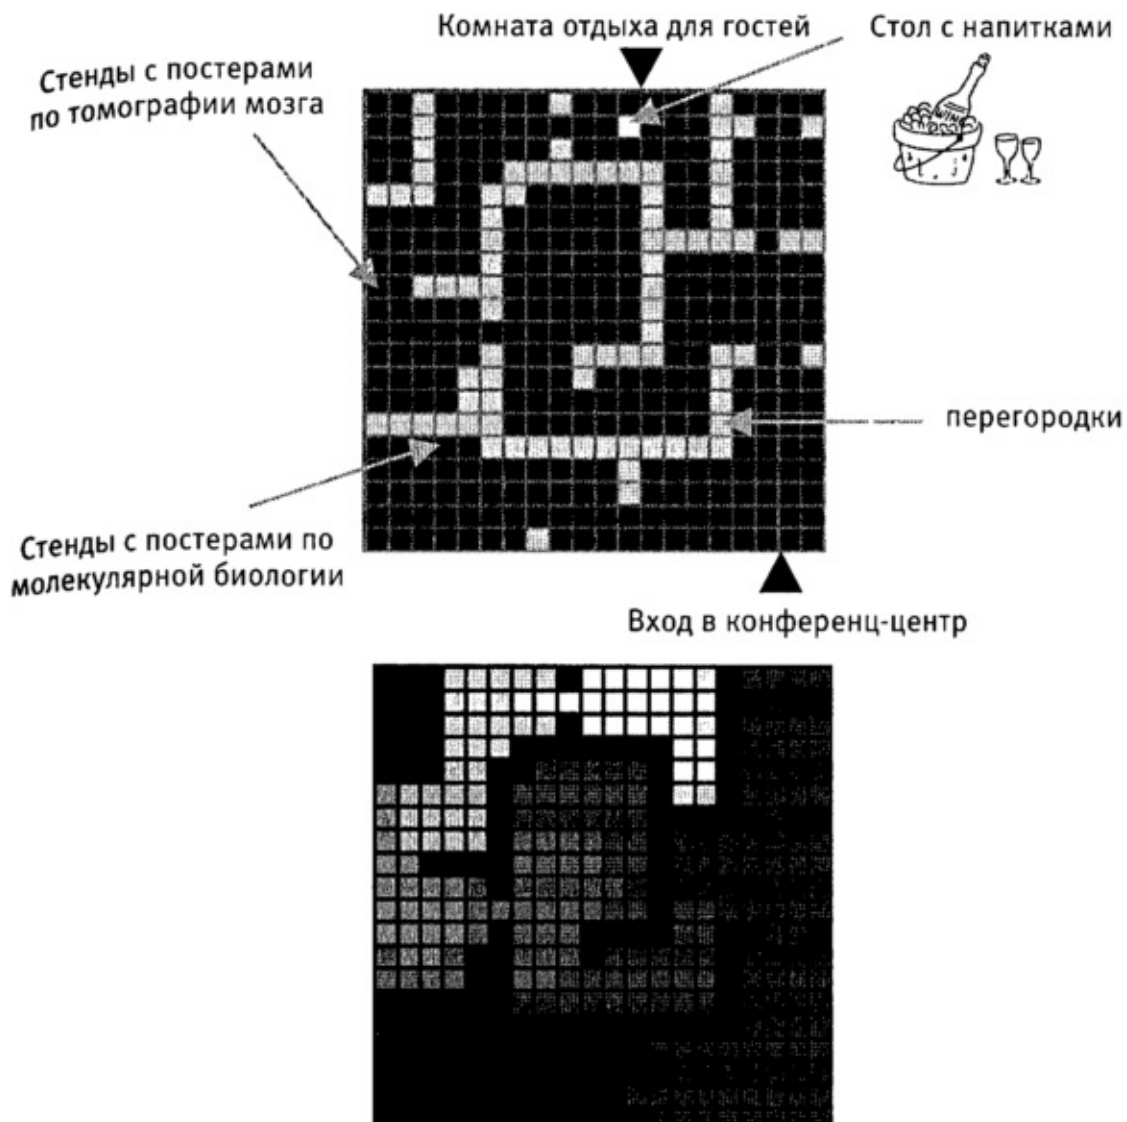 Комната отдыха для гостей
Стол с напитками
Стенды с постерами
по томографии мозга
WINE
перегородки
Стенды с постерами по
молекулярной биологии
Вход в конференц-центр